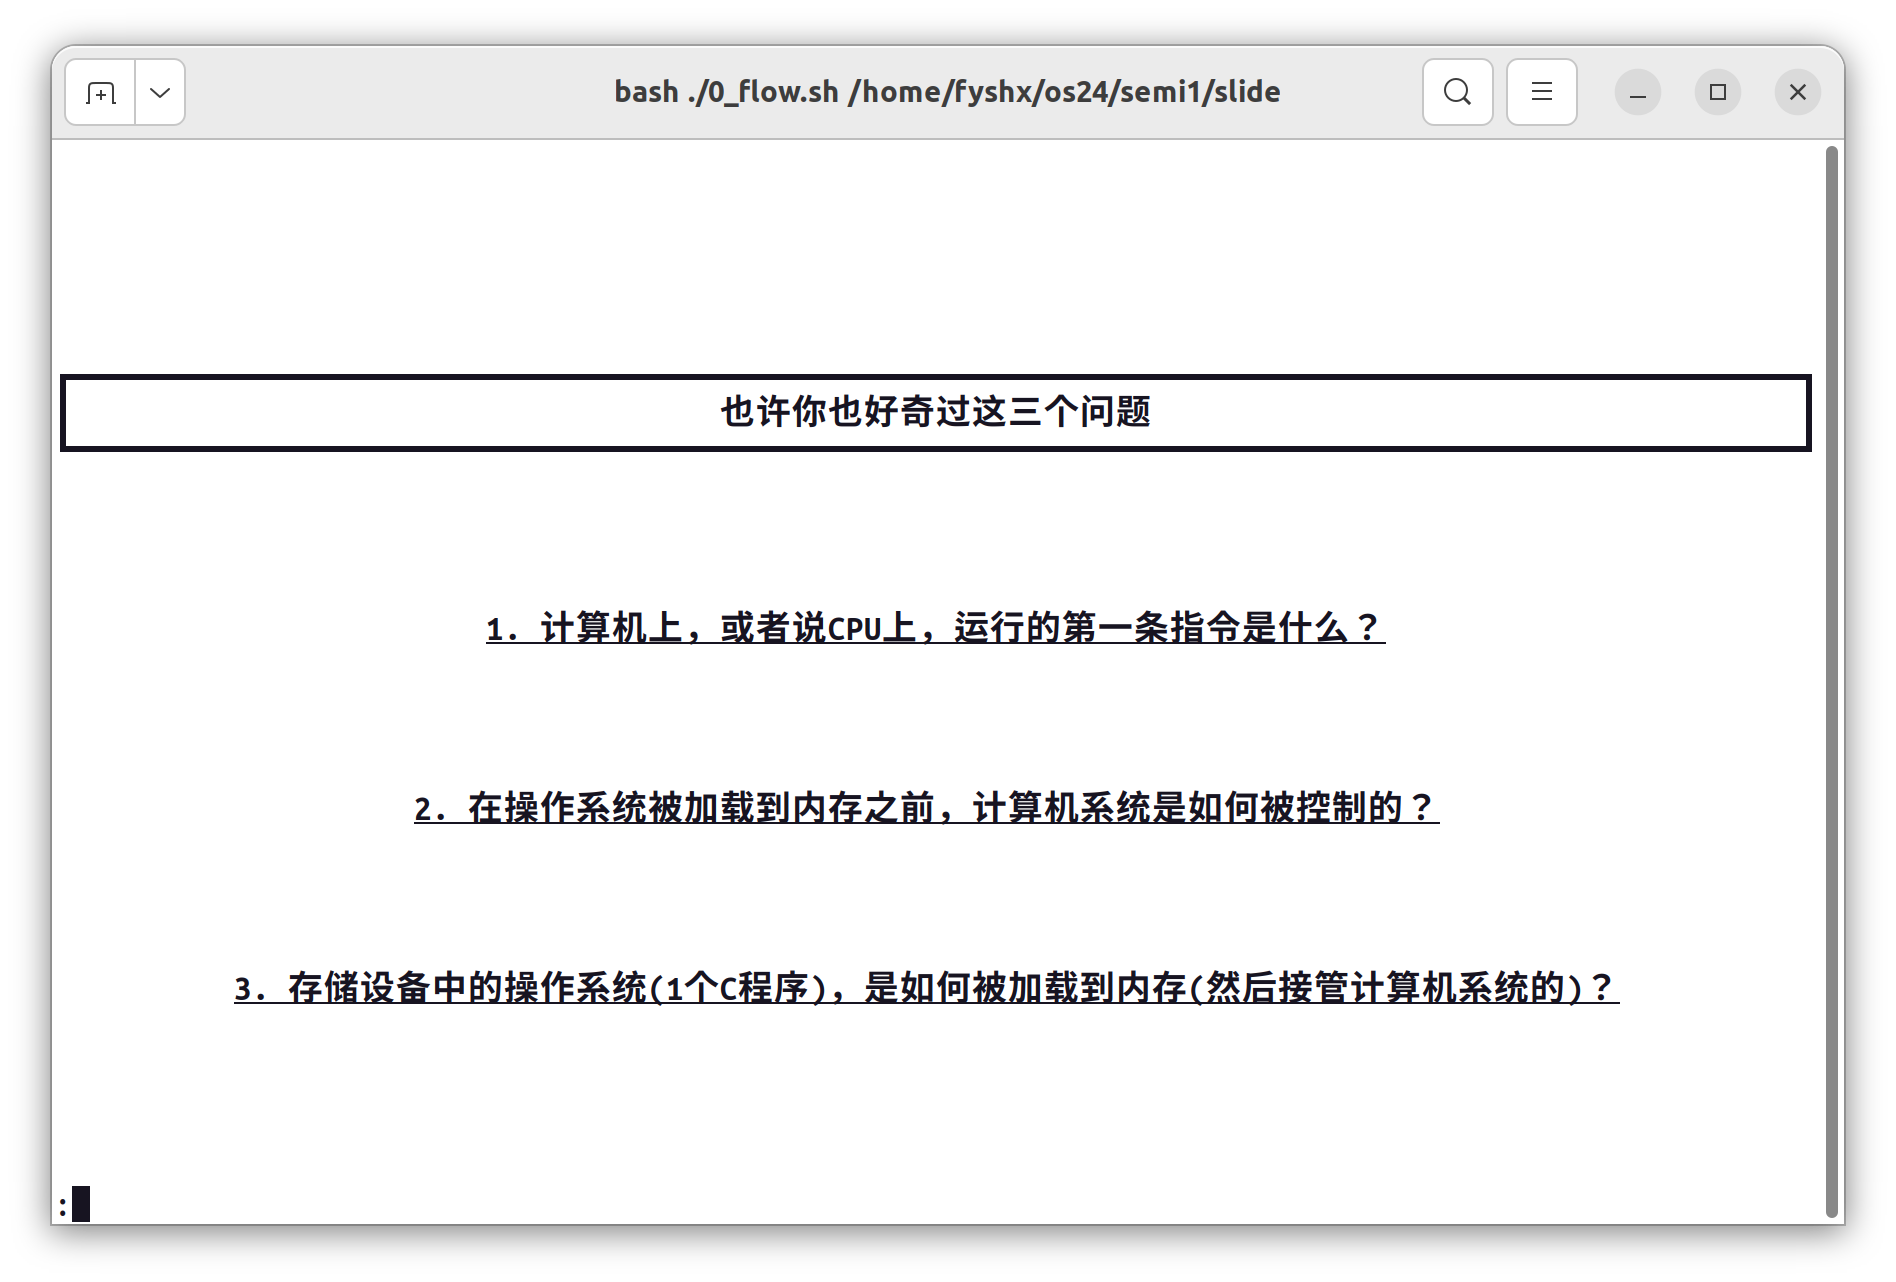 bash ./0_flow.sh /home/fyshx/os24/semi1/slide
也许你也好奇过这三个问题
1. 计算机上，或者说CPU上，运行的第一条指令是什么？
2. 在操作系统被加载到内存之前，计算机系统是如何被控制的？
3. 存储设备中的操作系统(1个C程序)，是如何被加载到内存(然后接管计算机系统的)？
: